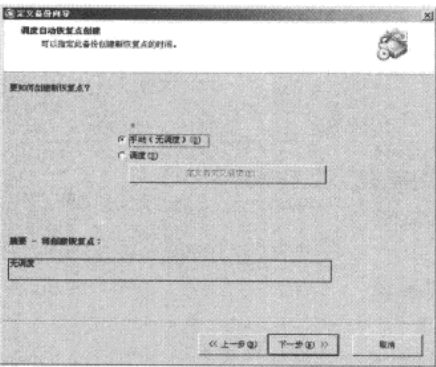 定义备份向导
调度自动恢复点创建
可以指定此备份创建新恢复点的时间。
要如何创建新恢复点？
手动（无调度）(Q)
调度(Q)
摘要 - 将创建恢复点：
无调度
<< 上一步(B)
下一步(N) >>
取消